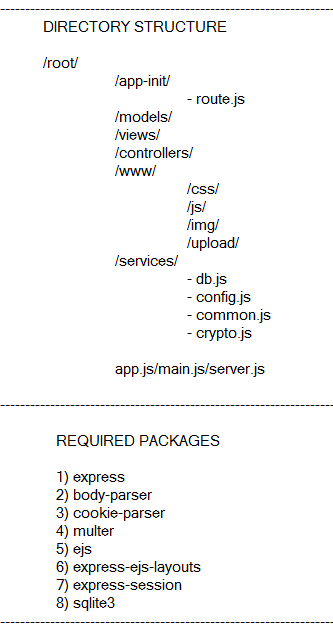 DIRECTORY STRUCTURE
/root/
/app-init/
- route.js
/models/
/views/
/controllers/
/www/
/css/
/js/
/img/
/upload/
/services/
- db.js
- config.js
- common.js
- crypto.js
app.js/main.js/server.js
REQUIRED PACKAGES
1) express
2) body-parser
3) cookie-parser
4) multer
5) ejs
6) express-ejs-layouts
7) express-session
8) sqlite3